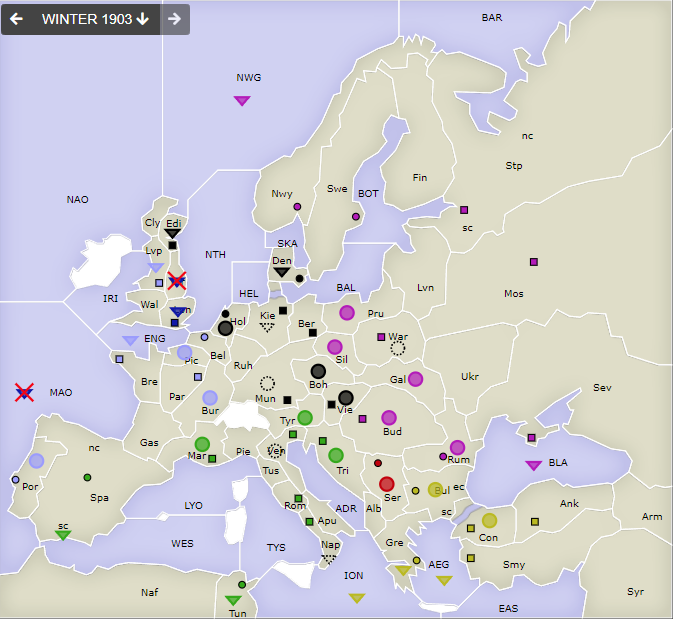 WINTER 1903
BAR
NWG
nc
Stp
Fin
Nwy
Swe
BOT
NAO
Cly
Edi
sc
SKA
Lvp
NTH
Den
Lvn
Mos
IRI
Wal
HEL
Kie
BAL
Pru
Ber
Hol
ENG
War
Bel
Pic
Ruh
Sil
Ukr
Bre
Boh
Gal
Sev
MAO
Par
Bur
Mun
Vie
Bud
Tyr
nc
Gas
Mar
Pie
Ven
Tri
Rum
BLA
Por
Spa
Tus
Ser
Bul
ec
LYO
Rom
ADR
Alb
sc
Ank
Arm
sc
Apu
Con
WES
TYS
Nap
Gre
AEG
Smy
ION
Naf
Syr
Tun
EAS